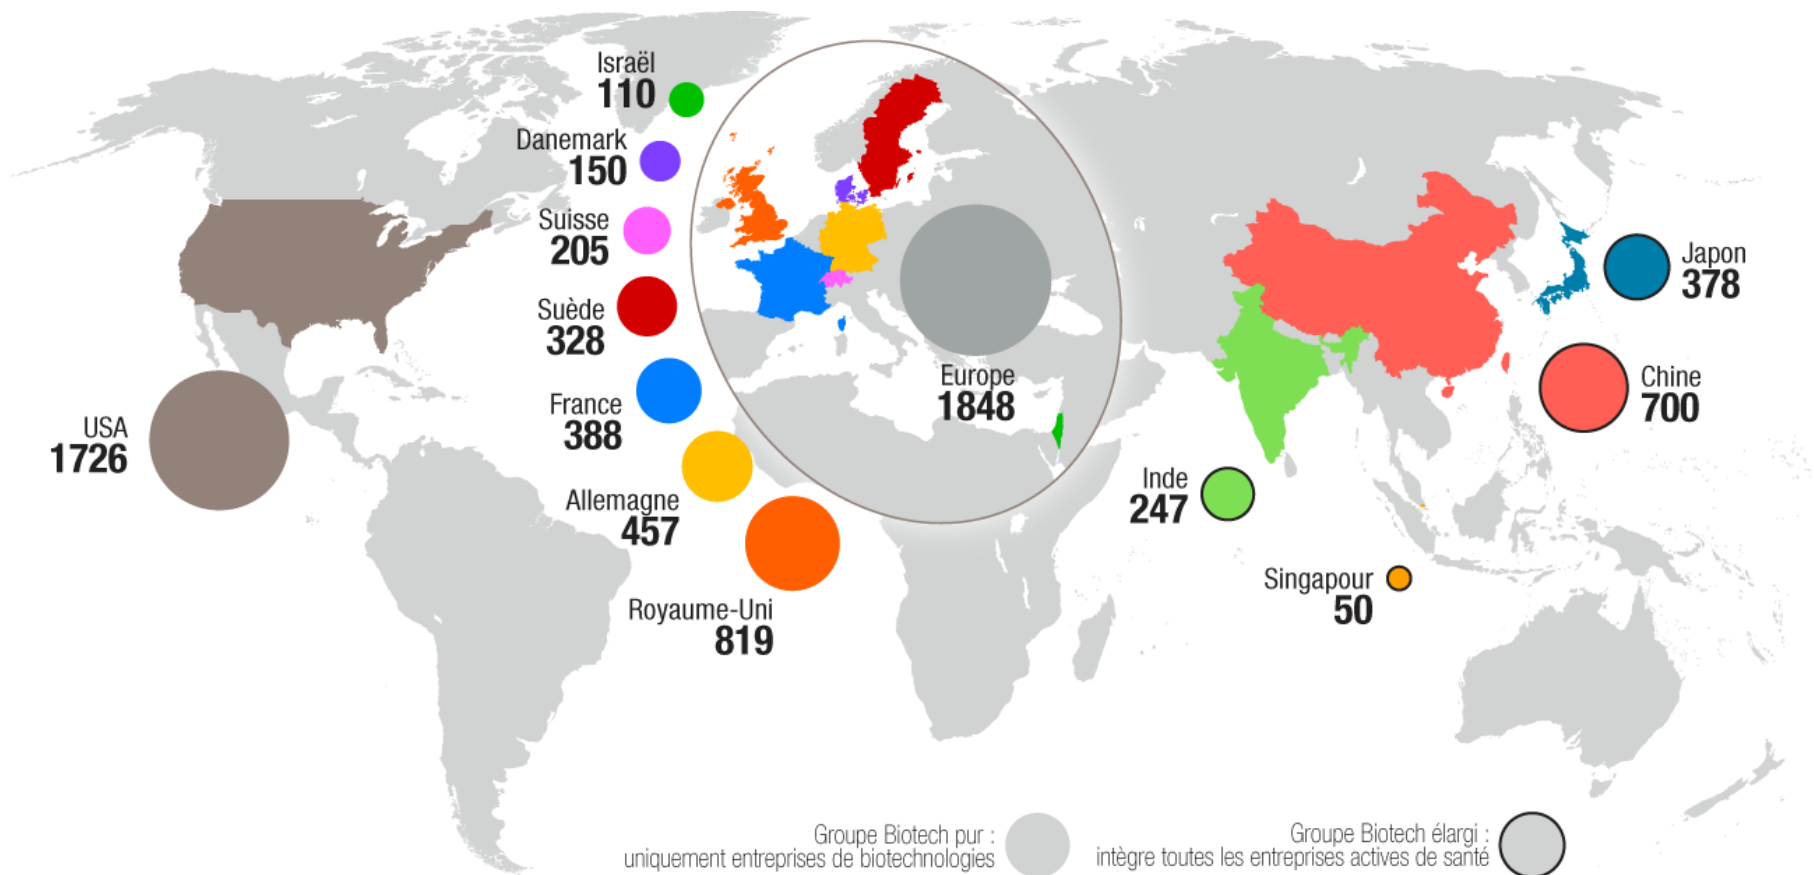 Israël
110
Danemark
150
Suisse
205
Suède
328
France
388
Allemagne
457
Royaume-Uni
819
USA
1726
Europe
1848
Japon
378
Chine
700
Inde
247
Singapour
50
Groupe Biotech pur :
uniquement entreprises de biotechnologies
Groupe Biotech élargi :
intègre toutes les entreprises actives de santé